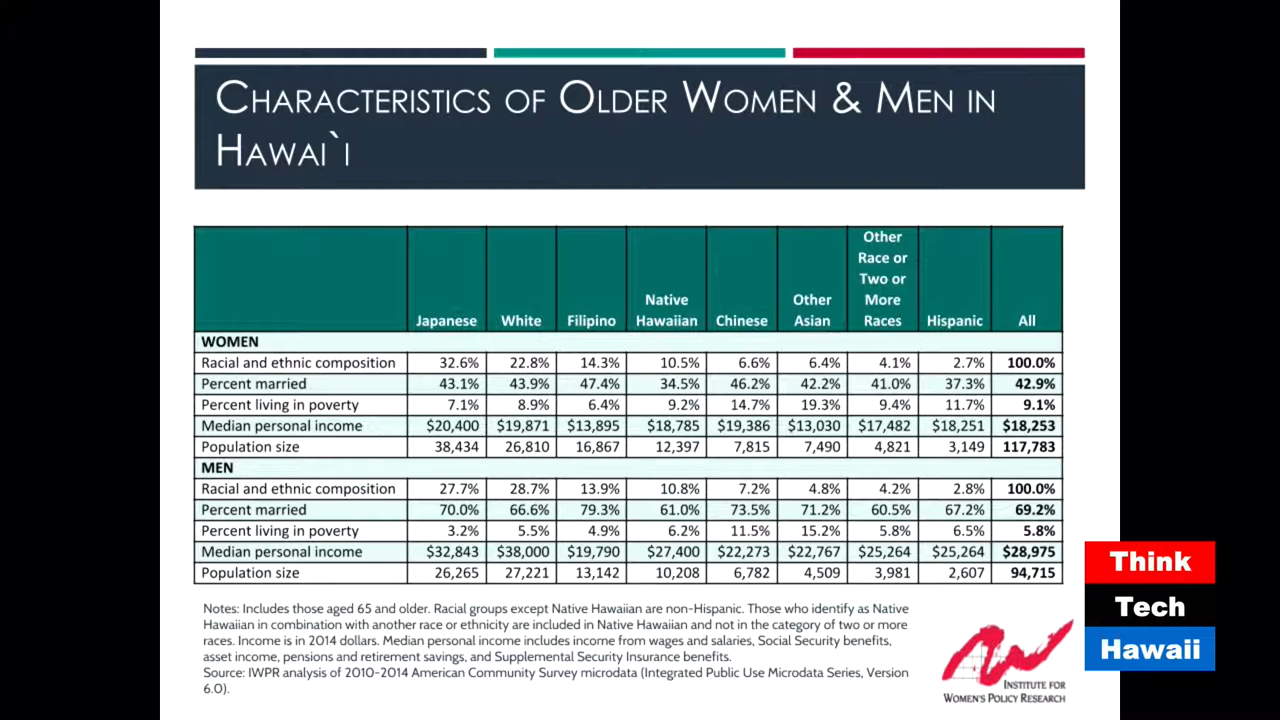 Characteristics of Older Women & Men in
Hawai`i
Japanese White Filipino Native Hawaiian Chinese Other Asian Other Race or Two or More Races Hispanic All
WOMEN
Racial and ethnic composition 32.6% 22.8% 14.3% 10.5% 6.6% 6.4% 4.1% 2.7% 100.0%
Percent married 43.1% 43.9% 47.4% 34.5% 46.2% 42.2% 41.0% 37.3% 42.9%
Percent living in poverty 7.1% 8.9% 6.4% 9.2% 14.7% 19.3% 9.4% 11.7% 9.1%
Median personal income $20,400 $19,871 $13,895 $18,785 $19,386 $13,030 $17,482 $18,251 $18,253
Population size 38,434 26,810 16,867 12,397 7,815 7,490 4,821 3,149 117,783
MEN
Racial and ethnic composition 27.7% 28.7% 13.9% 10.8% 7.2% 4.8% 4.2% 2.8% 100.0%
Percent married 70.0% 66.6% 79.3% 61.0% 73.5% 71.2% 60.5% 67.2% 69.2%
Percent living in poverty 3.2% 5.5% 4.9% 6.2% 11.5% 15.2% 5.8% 6.5% 5.8%
Median personal income $32,843 $38,000 $19,790 $27,400 $22,273 $22,767 $25,264 $25,264 $28,975
Population size 26,265 27,221 13,142 10,208 6,782 4,509 3,981 2,607 94,715
Notes: Includes those aged 65 and older. Racial groups except Native Hawaiian are non-Hispanic. Those who identify as Native
Hawaiian in combination with another race or ethnicity are included in Native Hawaiian and not in the category of two or more
races. Income is in 2014 dollars. Median personal income includes income from wages and salaries, Social Security benefits,
asset income, pensions and retirement savings, and Supplemental Security Insurance benefits.
Source: IWPR analysis of 2010-2014 American Community Survey microdata (Integrated Public Use Microdata Series, Version
6.0).
Institute for
Women's Policy Research
Think
Tech
Hawaii